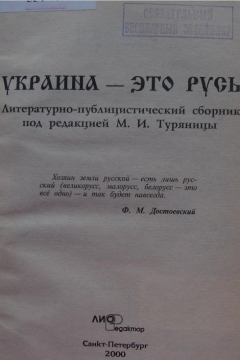 УКРАИНА — ЭТО РУСЬ
Литературно-публицистический сборник
под редакцией М. И. Туряницы
Хозяин земли русской — есть лишь рус-
ский (великорусс, малорусс, белорусс — это
всё одно) — и так будет навсегда.
Ф. М. Достоевский
ЛИО
Редактор
Санкт-Петербург
2000